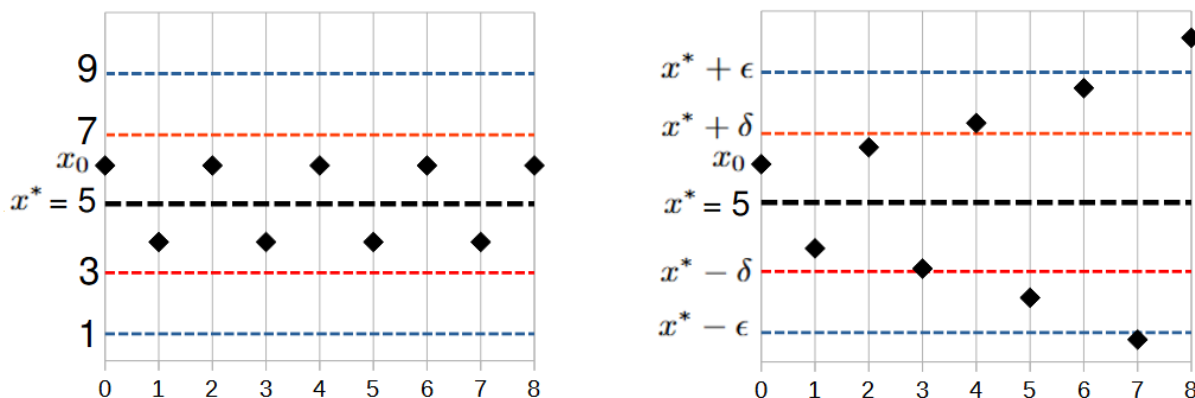 9
7
x₀
x* = 5
3
1
0 1 2 3 4 5 6 7 8
x* + ϵ
x* + δ
x₀
x* = 5
x* − δ
x* − ϵ
0 1 2 3 4 5 6 7 8